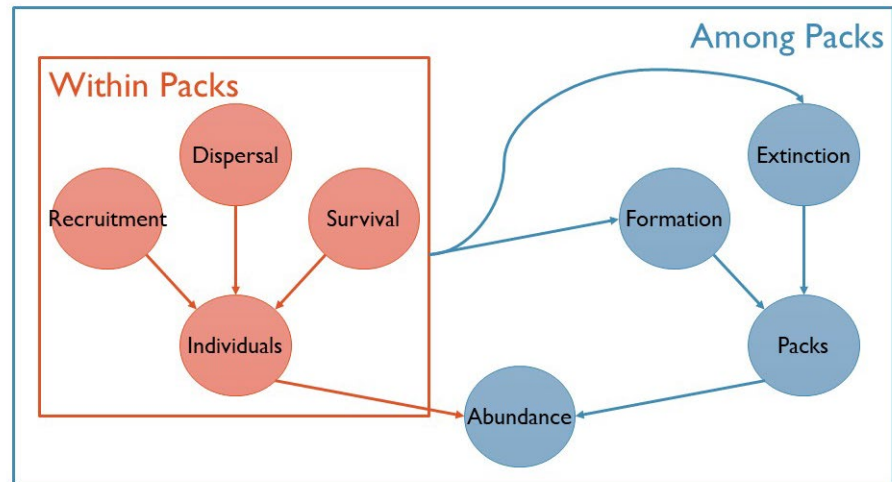 Among Packs
Within Packs
Dispersal
Extinction
Recruitment
Survival
Formation
Individuals
Packs
Abundance